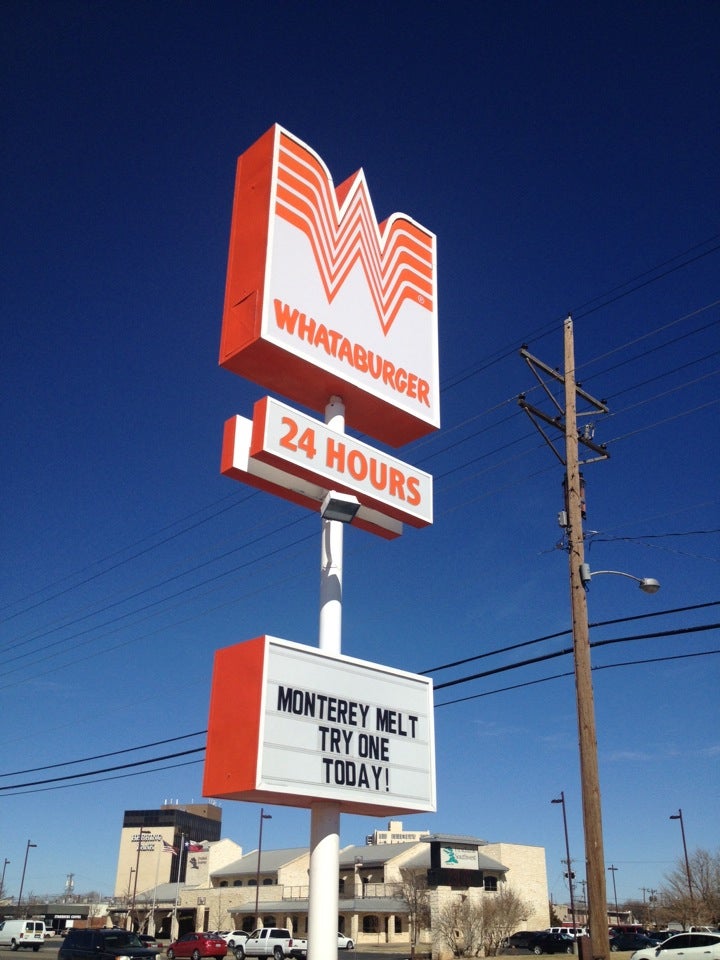 WHATABURGER
®
24 HOURS
MONTEREY MELT
TRY ONE
TODAY!